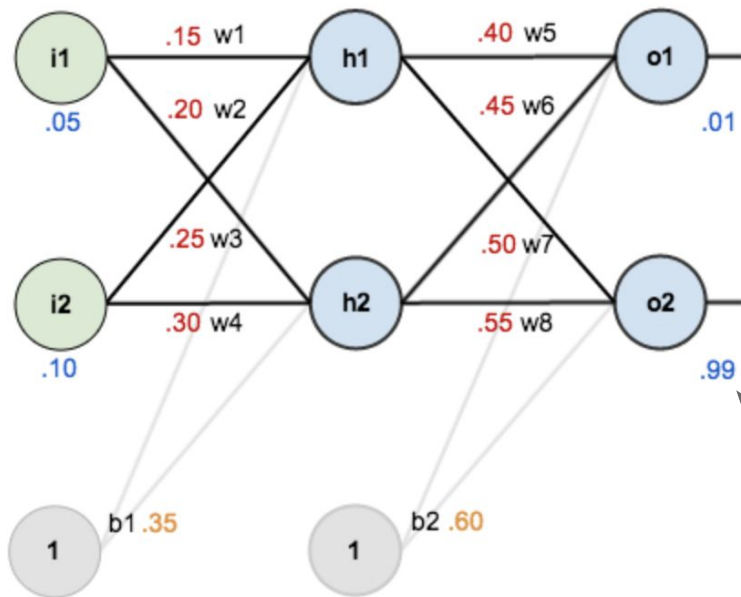 .15 w1
.40 w5
i1
h1
o1
.20 w2
.45 w6
.05
.01
.25 w3
.50 w7
i2
h2
o2
.30 w4
.55 w8
.10
.99
b1 .35
b2 .60
1
1